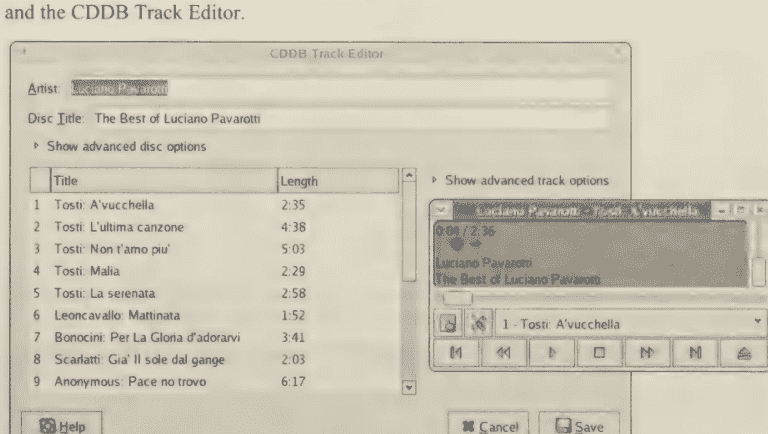 and the CDDB Track Editor.
CDDB Track Editor
Artist: Luciano Pavarotti
Disc Title: The Best of Luciano Pavarotti
Show advanced disc options
Title Length
1 Tosti: A'vucchella 2:35
2 Tosti: L'ultima canzone 4:38
3 Tosti: Non t'amo piu' 5:03
4 Tosti: Malia 2:29
5 Tosti: La serenata 2:58
6 Leoncavallo: Mattinata 1:52
7 Bonocini: Per La Gloria d'adorarvi 3:41
8 Scarlatti: Gia' Il sole dal gange 2:03
9 Anonymous: Pace no trovo 6:17
Show advanced track options
Luciano Pavarotti - Tosti: A'vucchella
0:04 / 2:36
Luciano Pavarotti
The Best of Luciano Pavarotti
1 - Tosti: A'vucchella
Help
Cancel
Save